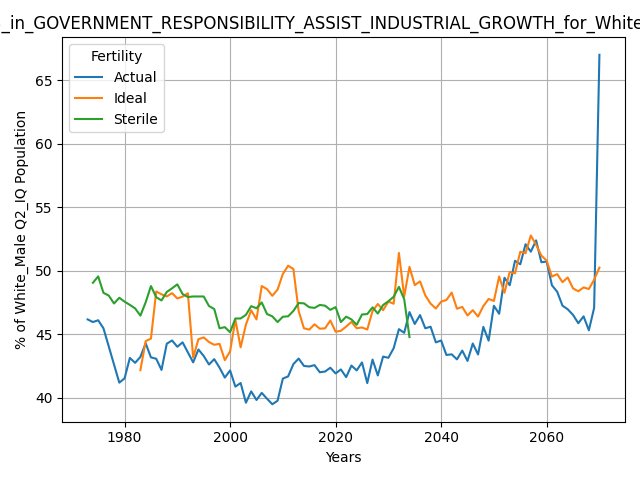 _in_GOVERNMENT_RESPONSIBILITY_ASSIST_INDUSTRIAL_GROWTH_for_White
Fertility
Actual
Ideal
Sterile
% of White_Male Q2_IQ Population
65
60
55
50
45
40
1980
2000
2020
2040
2060
Years